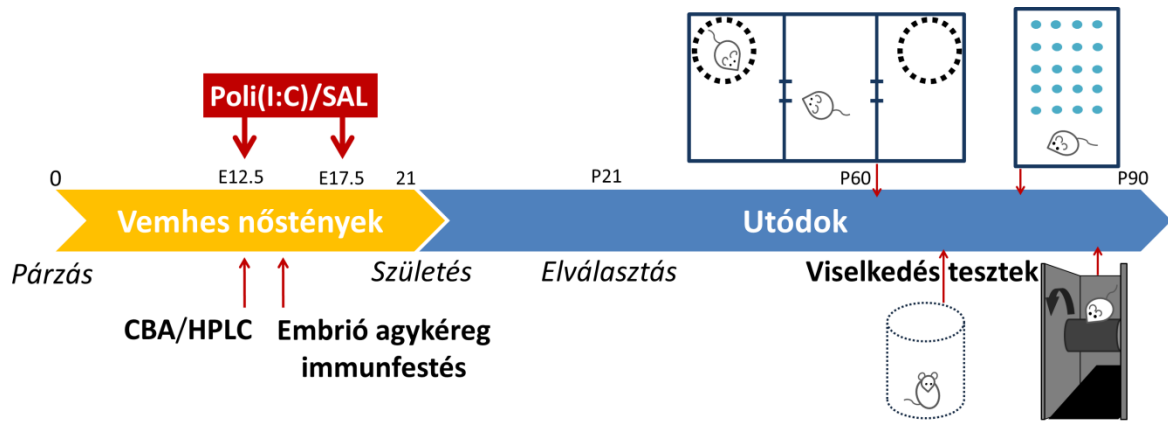 Poli(I:C)/SAL
0
E12.5
E17.5
21
P21
P60
P90
Vemhes nőstények
Utódok
Párzás
Születés
Elválasztás
Viselkedés tesztek
CBA/HPLC
Embrió agykéreg
immunfestés